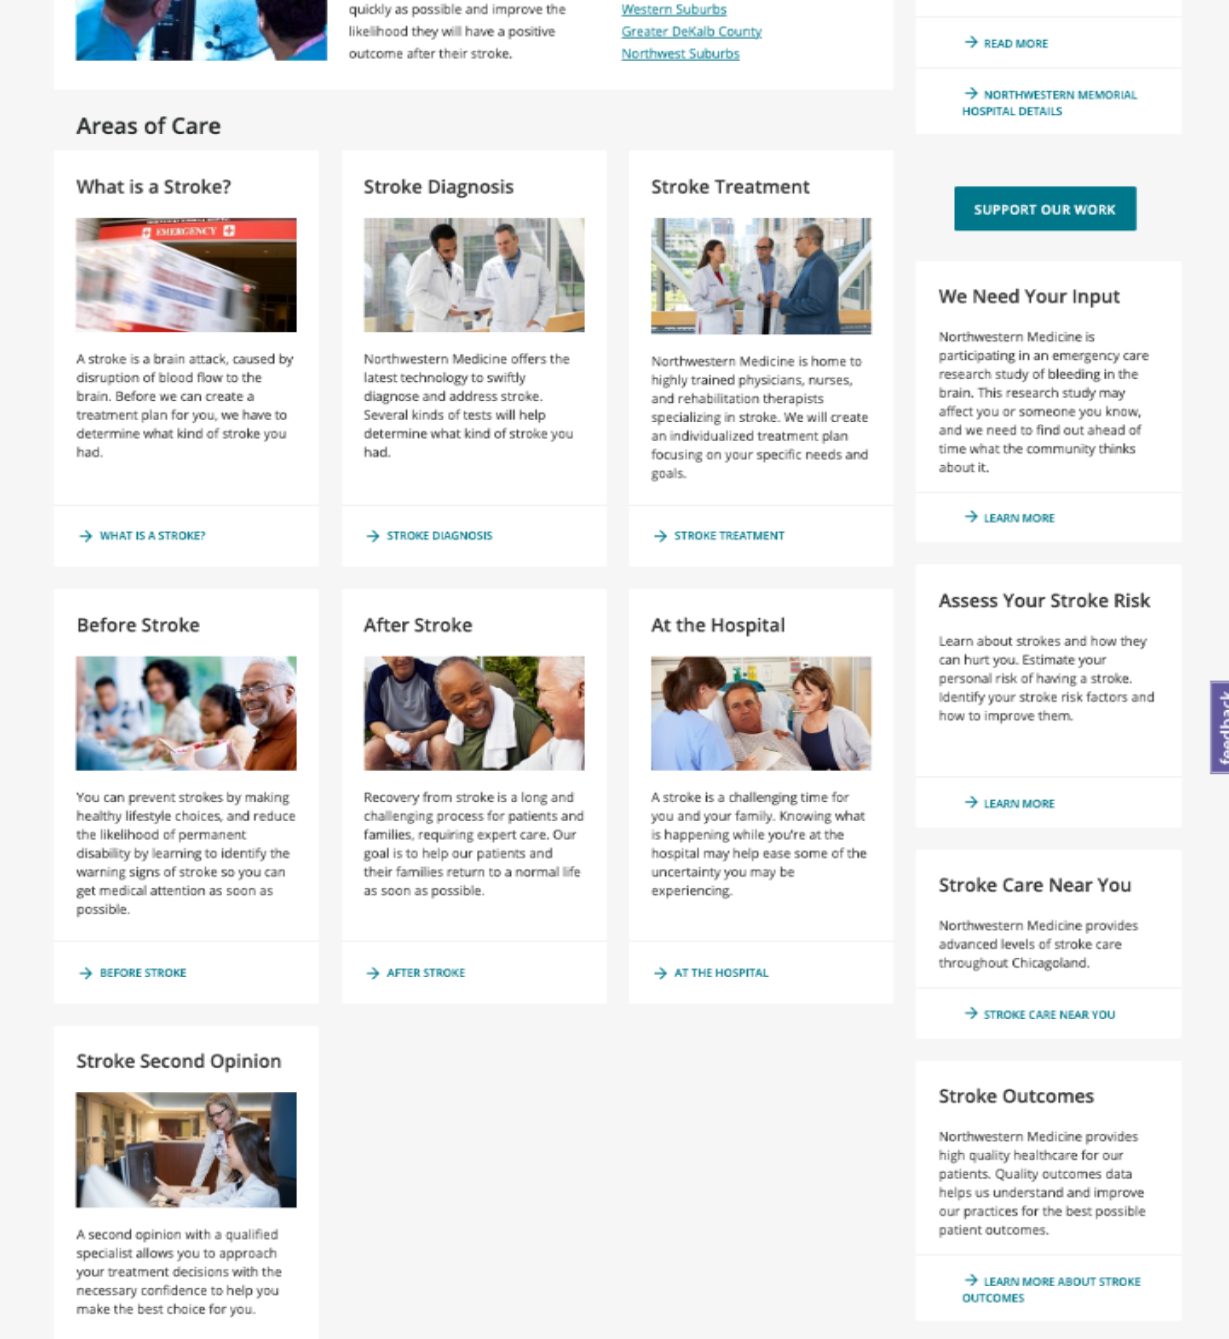 quickly as possible and improve the
likelihood they will have a positive
outcome after their stroke.
Western Suburbs
Greater DeKalb County
Northwest Suburbs
READ MORE
NORTHWESTERN MEMORIAL
HOSPITAL DETAILS
SUPPORT OUR WORK
Areas of Care
What is a Stroke?
EMERGENCY
A stroke is a brain attack, caused by
disruption of blood flow to the
brain. Before we can create a
treatment plan for you, we have to
determine what kind of stroke you
had.
WHAT IS A STROKE?
Stroke Diagnosis
Northwestern Medicine offers the
latest technology to swiftly
diagnose and address stroke.
Several kinds of tests will help
determine what kind of stroke you
had.
STROKE DIAGNOSIS
Stroke Treatment
Northwestern Medicine is home to
highly trained physicians, nurses,
and rehabilitation therapists
specializing in stroke. We will create
an individualized treatment plan
focusing on your specific needs and
goals.
STROKE TREATMENT
Before Stroke
You can prevent strokes by making
healthy lifestyle choices, and reduce
the likelihood of permanent
disability by learning to identify the
warning signs of stroke so you can
get medical attention as soon as
possible.
BEFORE STROKE
After Stroke
Recovery from stroke is a long and
challenging process for patients and
families, requiring expert care. Our
goal is to help our patients and
their families return to a normal life
as soon as possible.
AFTER STROKE
At the Hospital
A stroke is a challenging time for
you and your family. Knowing what
is happening while you're at the
hospital may help ease some of the
uncertainty you may be
experiencing.
AT THE HOSPITAL
Stroke Second Opinion
A second opinion with a qualified
specialist allows you to approach
your treatment decisions with the
necessary confidence to help you
make the best choice for you.
We Need Your Input
Northwestern Medicine is
participating in an emergency care
research study of bleeding in the
brain. This research study may
affect you or someone you know,
and we need to find out ahead of
time what the community thinks
about it.
LEARN MORE
Assess Your Stroke Risk
Learn about strokes and how they
can hurt you. Estimate your
personal risk of having a stroke.
Identify your stroke risk factors and
how to improve them.
LEARN MORE
Stroke Care Near You
Northwestern Medicine provides
advanced levels of stroke care
throughout Chicagoland.
STROKE CARE NEAR YOU
Stroke Outcomes
Northwestern Medicine provides
high quality healthcare for our
patients. Quality outcomes data
helps us understand and improve
our practices for the best possible
patient outcomes.
LEARN MORE ABOUT STROKE
OUTCOMES
feedback